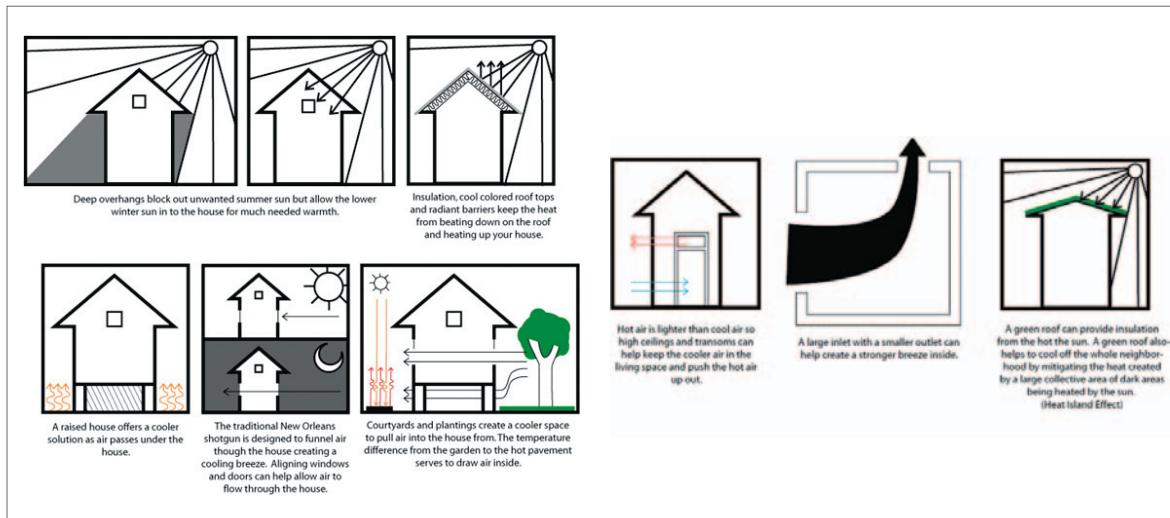 Deep overhangs block out unwanted summer sun but allow the lower
winter sun in to the house for much needed warmth.
Insulation, cool colored roof tops
and radiant barriers keep the heat
from beating down on the roof
and heating up your house.
A raised house offers a cooler
solution as air passes under the
house.
The traditional New Orleans
shotgun is designed to funnel air
though the house creating a
cooling breeze. Aligning windows
and doors can help allow air to
flow through the house.
Courtyards and plantings create a cooler space
to pull air into the house from. The temperature
difference from the garden to the hot pavement
serves to draw air inside.
Hot air is lighter than cool air so
high ceilings and transoms can
help keep the cooler air in the
living space and push the hot air
up out.
A large inlet with a smaller outlet can
help create a stronger breeze inside.
A green roof can provide insulation
from the hot the sun. A green roof also
helps to cool off the whole neighbor-
hood by mitigating the heat created
by a large collective area of dark areas
being heated by the sun.
(Heat Island Effect)